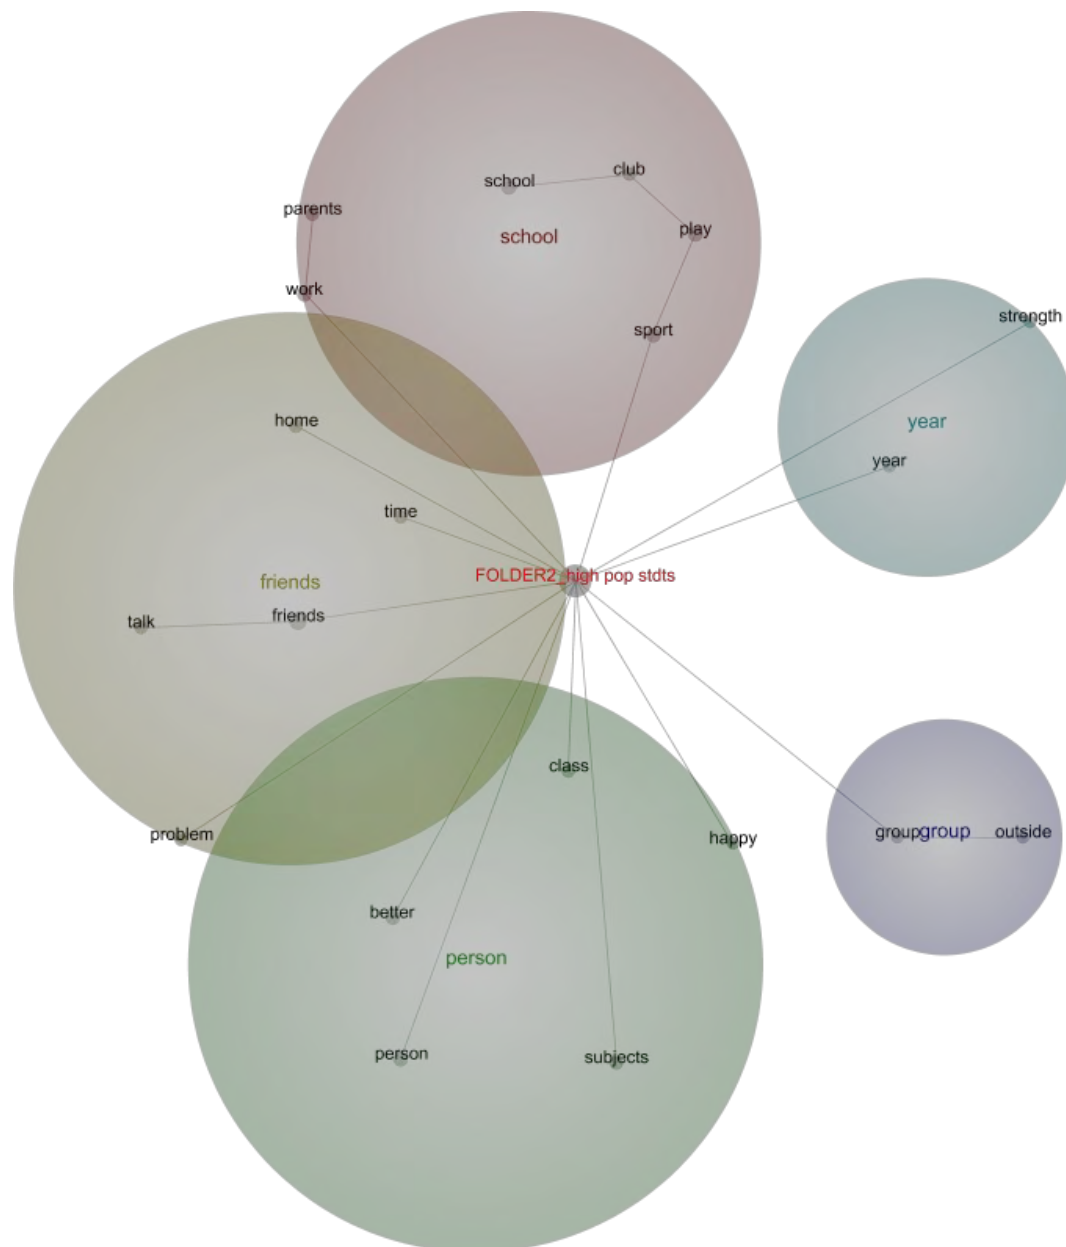 club
school
parents
play
school
work
strength
sport
home
year
year
time
FOLDER2_high pop stdts
friends
friends
talk
class
problem
happy
group
group
outside
better
person
person
subjects